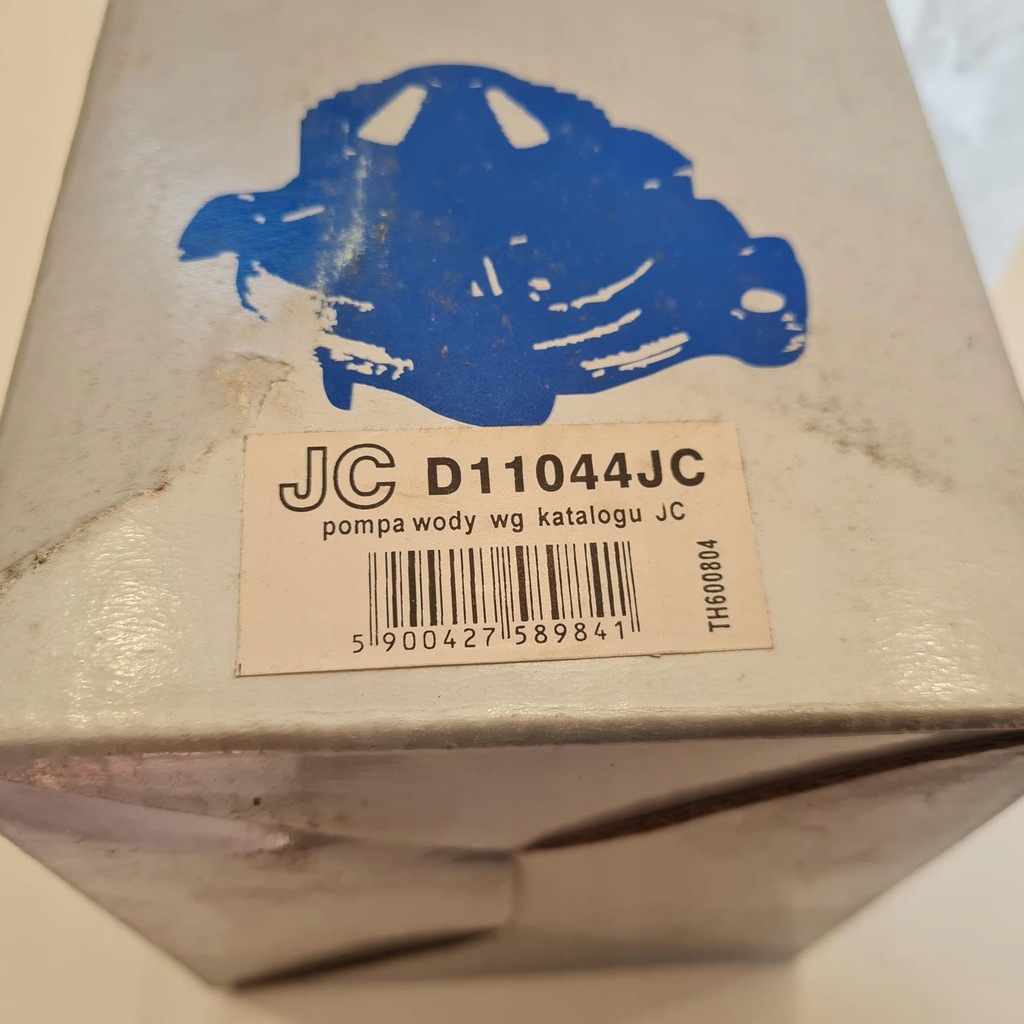 JC D11044JC
pompa wody wg katalogu JC
TH600804
5 900427 589841